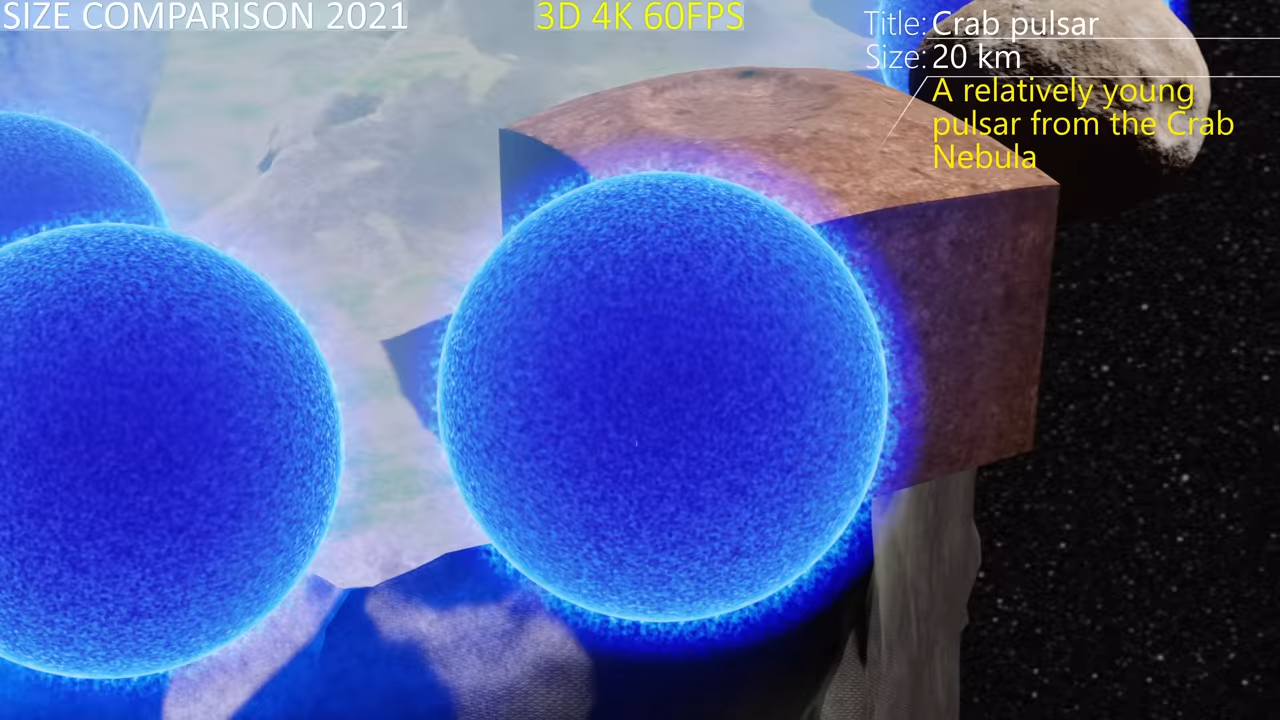 SIZE COMPARISON 2021
3D 4K 60FPS
Title: Crab pulsar
Size: 20 km
A relatively young
pulsar from the Crab
Nebula